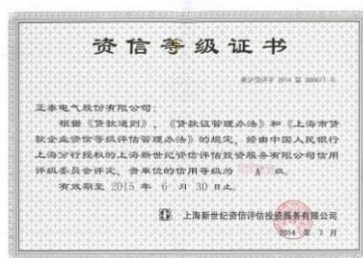 资信等级证书
正泰电气股份有限公司:
根据《贷款通则》,《贷款证管理办法》和《上海市贷
款企业资信等级评估管理办法》的规定,经由中国人民银行
上海分行授权的上海新世纪资信评估投资服务有限公司信用
评级委员会评定,贵单位的信用等级为 级
有效期至 2015 年 6 月 30 日止。
上海新世纪资信评估投资服务有限公司
2014 年 7 月